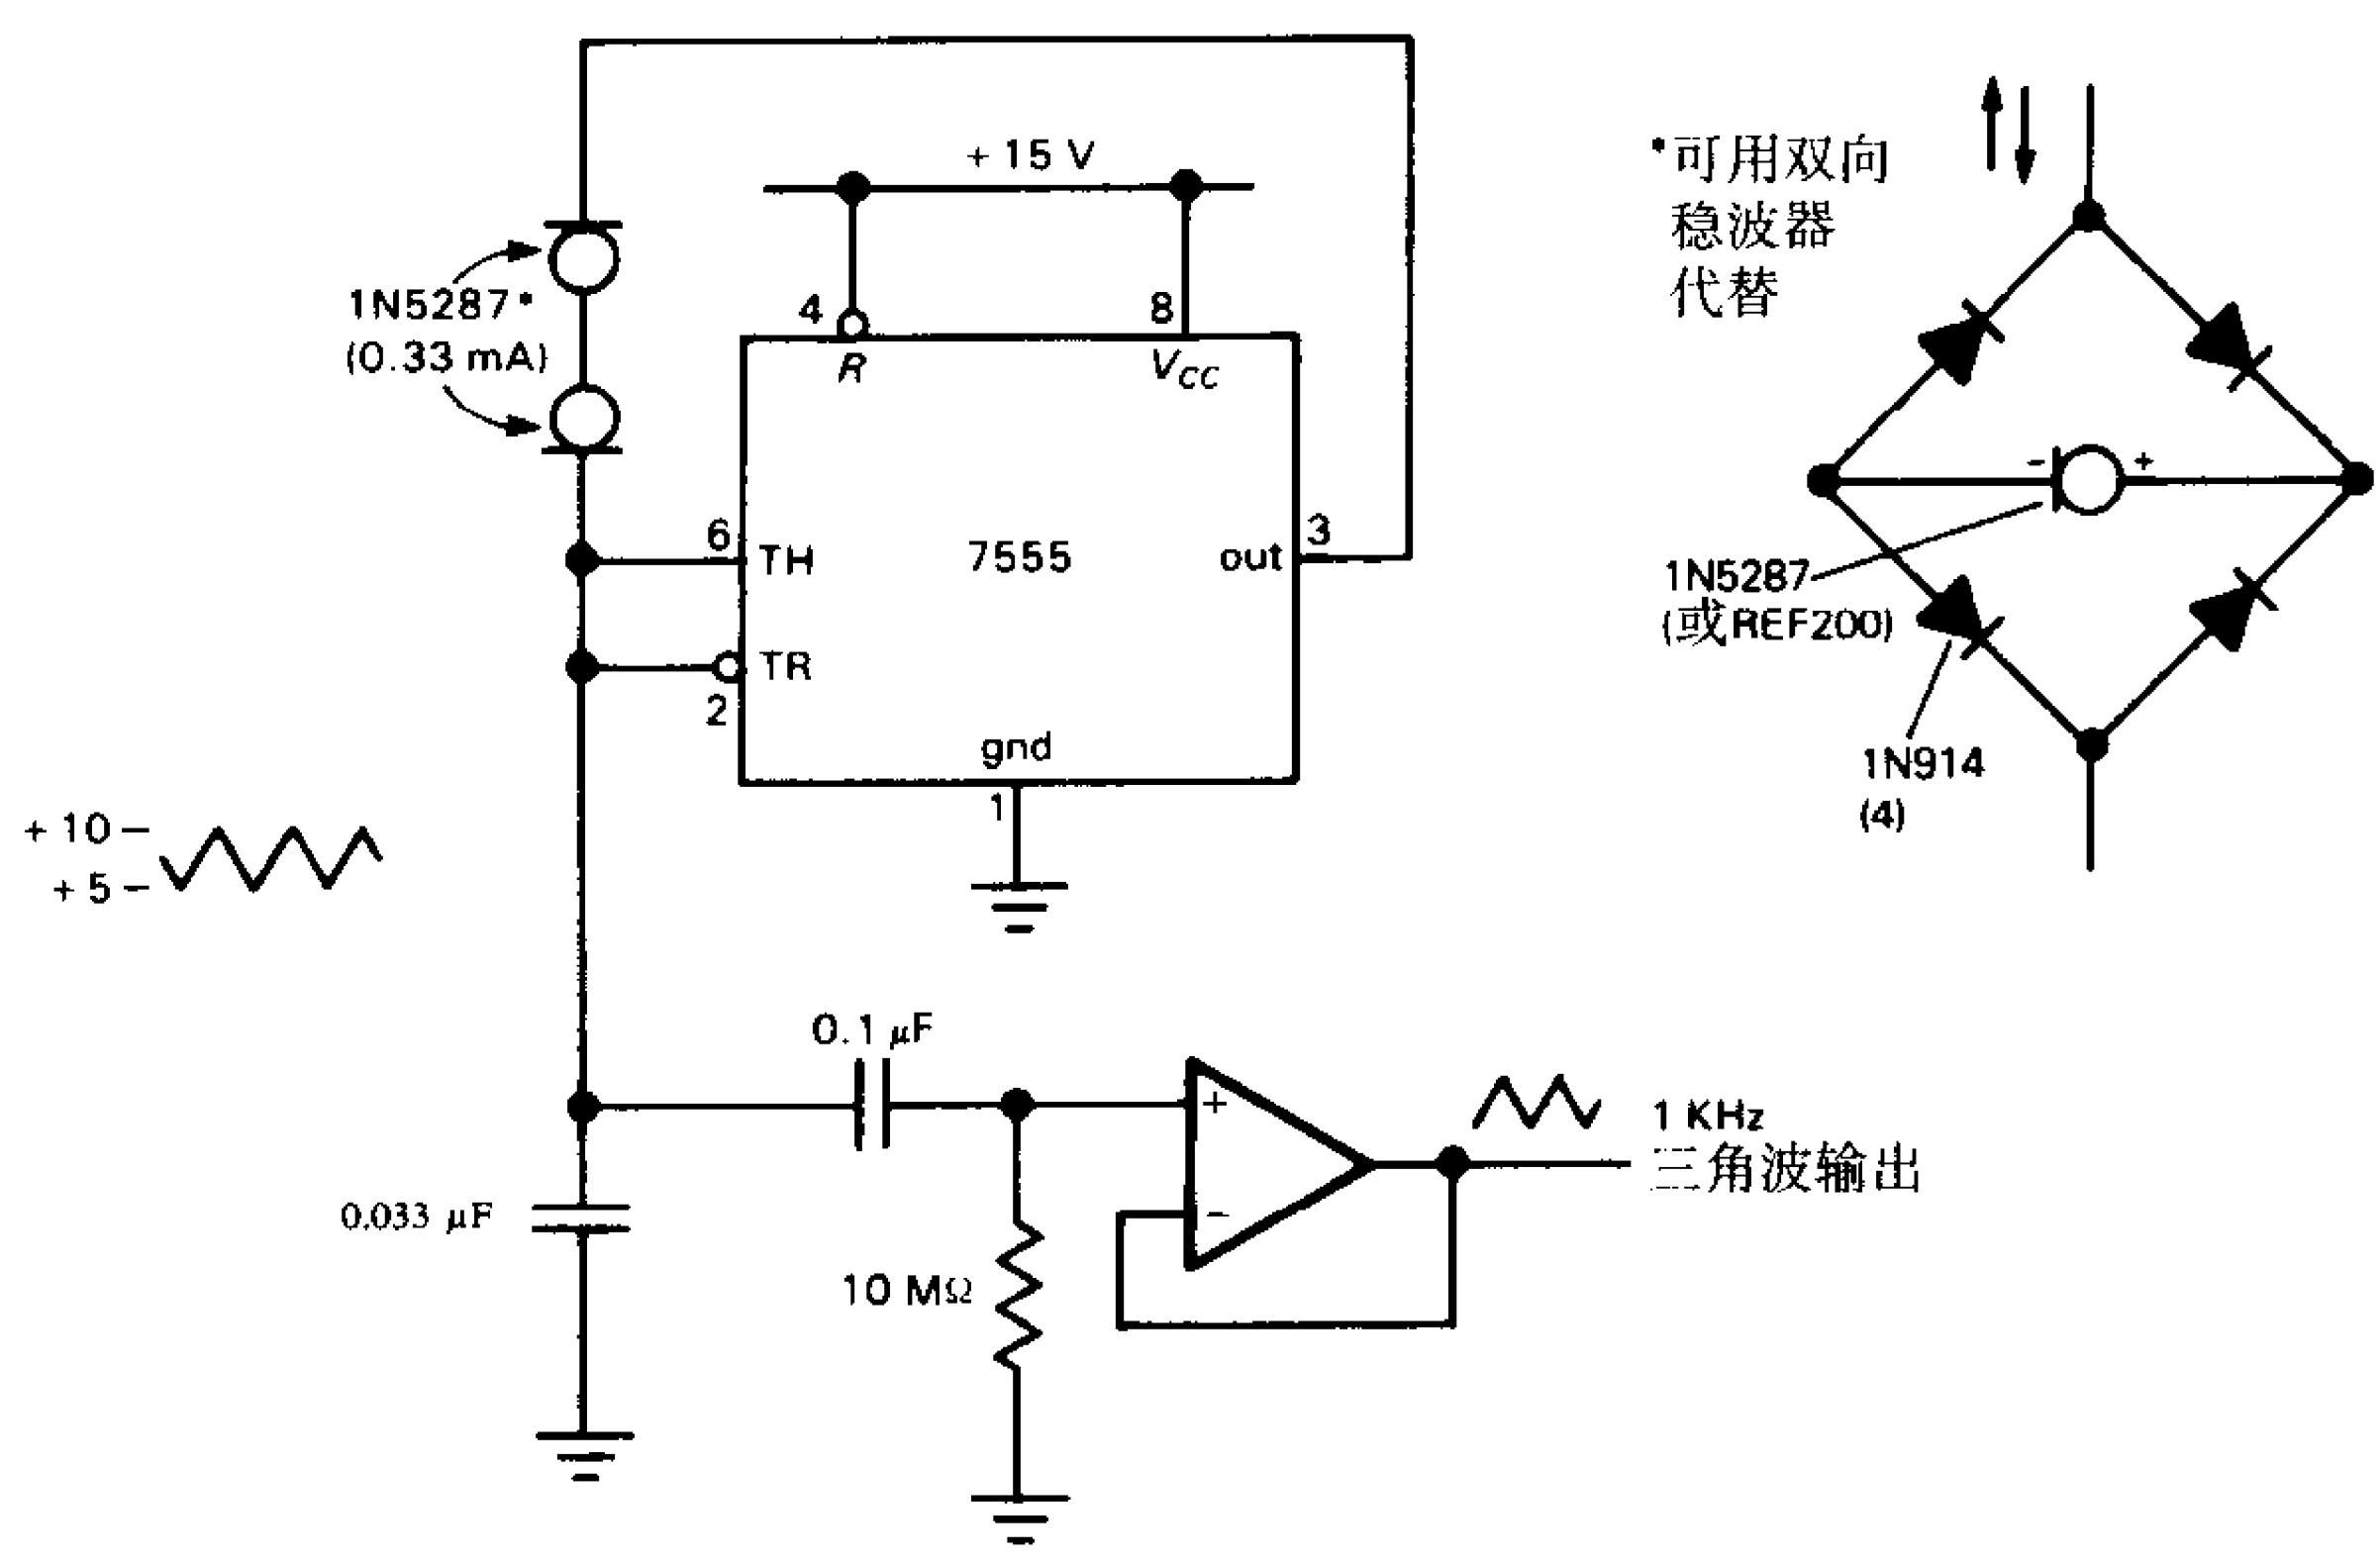 + 15 V
1N5287*
(0.33 mA)
4
8
R
VCC
6
TH
7555
out
3
TR
2
gnd
1
+ 10 –
+ 5 –
0.1 μF
0.033 μF
10 MΩ
+
-
1 KHz
三角波输出
*可用双向
稳波器
代替
- +
1N5287
(或REF200)
1N914
(4)